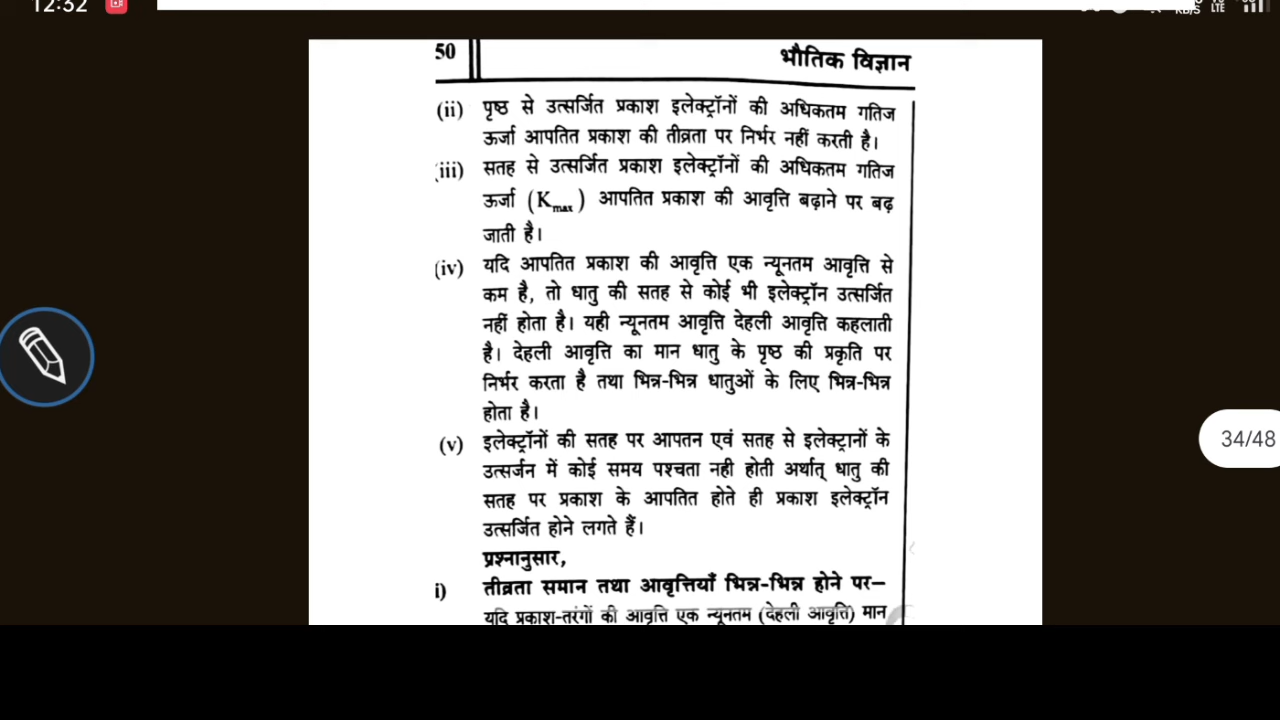 12:32
KB/S LTE
50 भौतिक विज्ञान
(ii) पृष्ठ से उत्सर्जित प्रकाश इलेक्ट्रॉनों की अधिकतम गतिज
ऊर्जा आपतित प्रकाश की तीव्रता पर निर्भर नहीं करती है।
(iii) सतह से उत्सर्जित प्रकाश इलेक्ट्रॉनों की अधिकतम गतिज
ऊर्जा (Kmax) आपतित प्रकाश की आवृत्ति बढ़ाने पर बढ़
जाती है।
(iv) यदि आपतित प्रकाश की आवृत्ति एक न्यूनतम आवृत्ति से
कम है, तो धातु की सतह से कोई भी इलेक्ट्रॉन उत्सर्जित
नहीं होता है। यही न्यूनतम आवृत्ति देहली आवृत्ति कहलाती
है। देहली आवृत्ति का मान धातु के पृष्ठ की प्रकृति पर
निर्भर करता है तथा भिन्न-भिन्न धातुओं के लिए भिन्न-भिन्न
होता है।
(v) इलेक्ट्रॉनों की सतह पर आपतन एवं सतह से इलेक्ट्रानों के
उत्सर्जन में कोई समय पश्चता नही होती अर्थात् धातु की
सतह पर प्रकाश के आपतित होते ही प्रकाश इलेक्ट्रॉन
उत्सर्जित होने लगते हैं।
प्रश्नानुसार,
i) तीव्रता समान तथा आवृत्तियाँ भिन्न-भिन्न होने पर–
यदि प्रकाश-तरंगों की आवृत्ति एक न्यूनतम (देहली आवृत्ति) मान
34/48